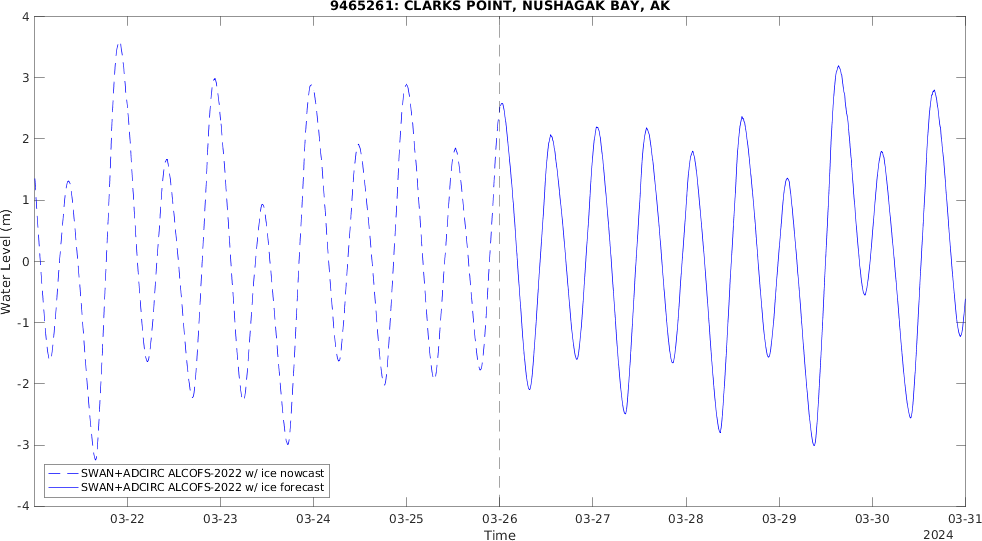 9465261: CLARKS POINT, NUSHAGAK BAY, AK
4
3
2
1
0
-1
-2
-3
-4
Water Level (m)
SWAN+ADCIRC ALCOFS-2022 w/ ice nowcast
SWAN+ADCIRC ALCOFS-2022 w/ ice forecast
03-22 03-23 03-24 03-25 03-26 03-27 03-28 03-29 03-30 03-31
Time
2024